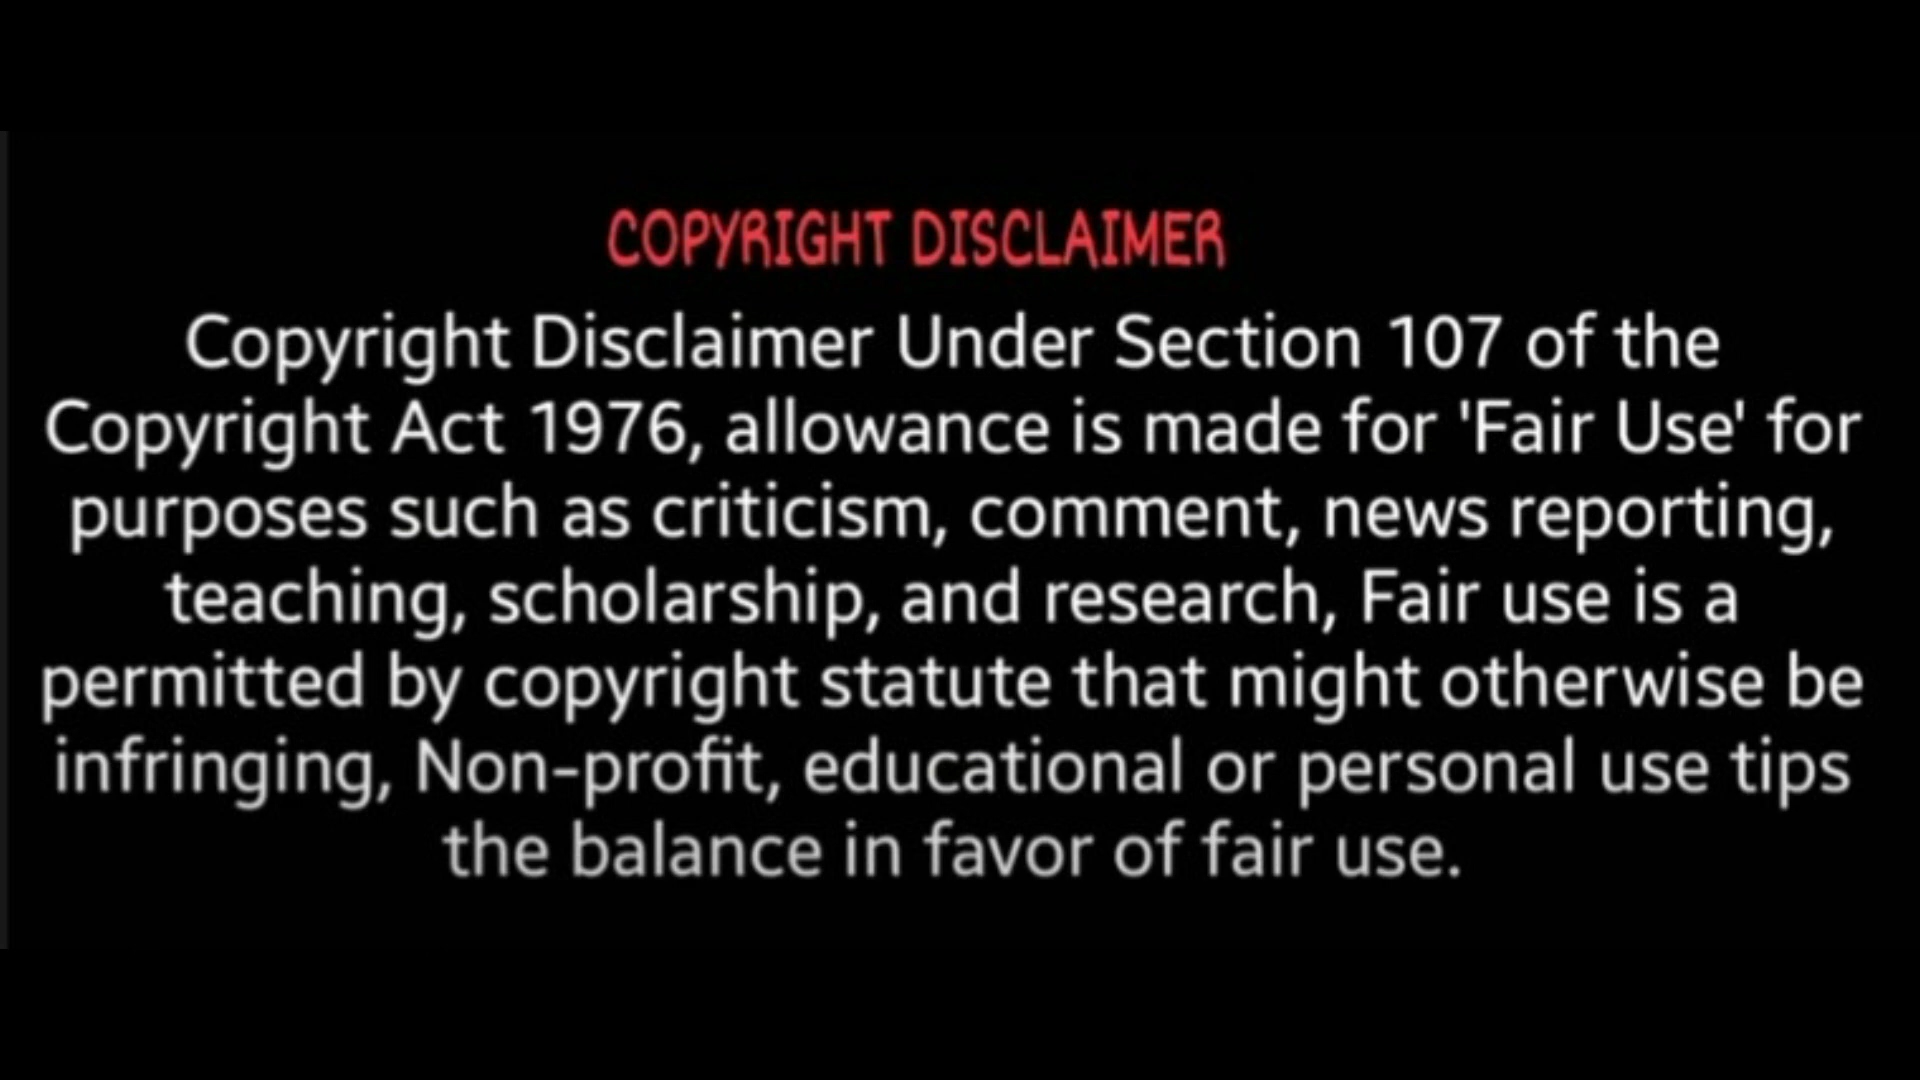 COPYRIGHT DISCLAIMER
Copyright Disclaimer Under Section 107 of the
Copyright Act 1976, allowance is made for 'Fair Use' for
purposes such as criticism, comment, news reporting,
teaching, scholarship, and research, Fair use is a
permitted by copyright statute that might otherwise be
infringing, Non-profit, educational or personal use tips
the balance in favor of fair use.